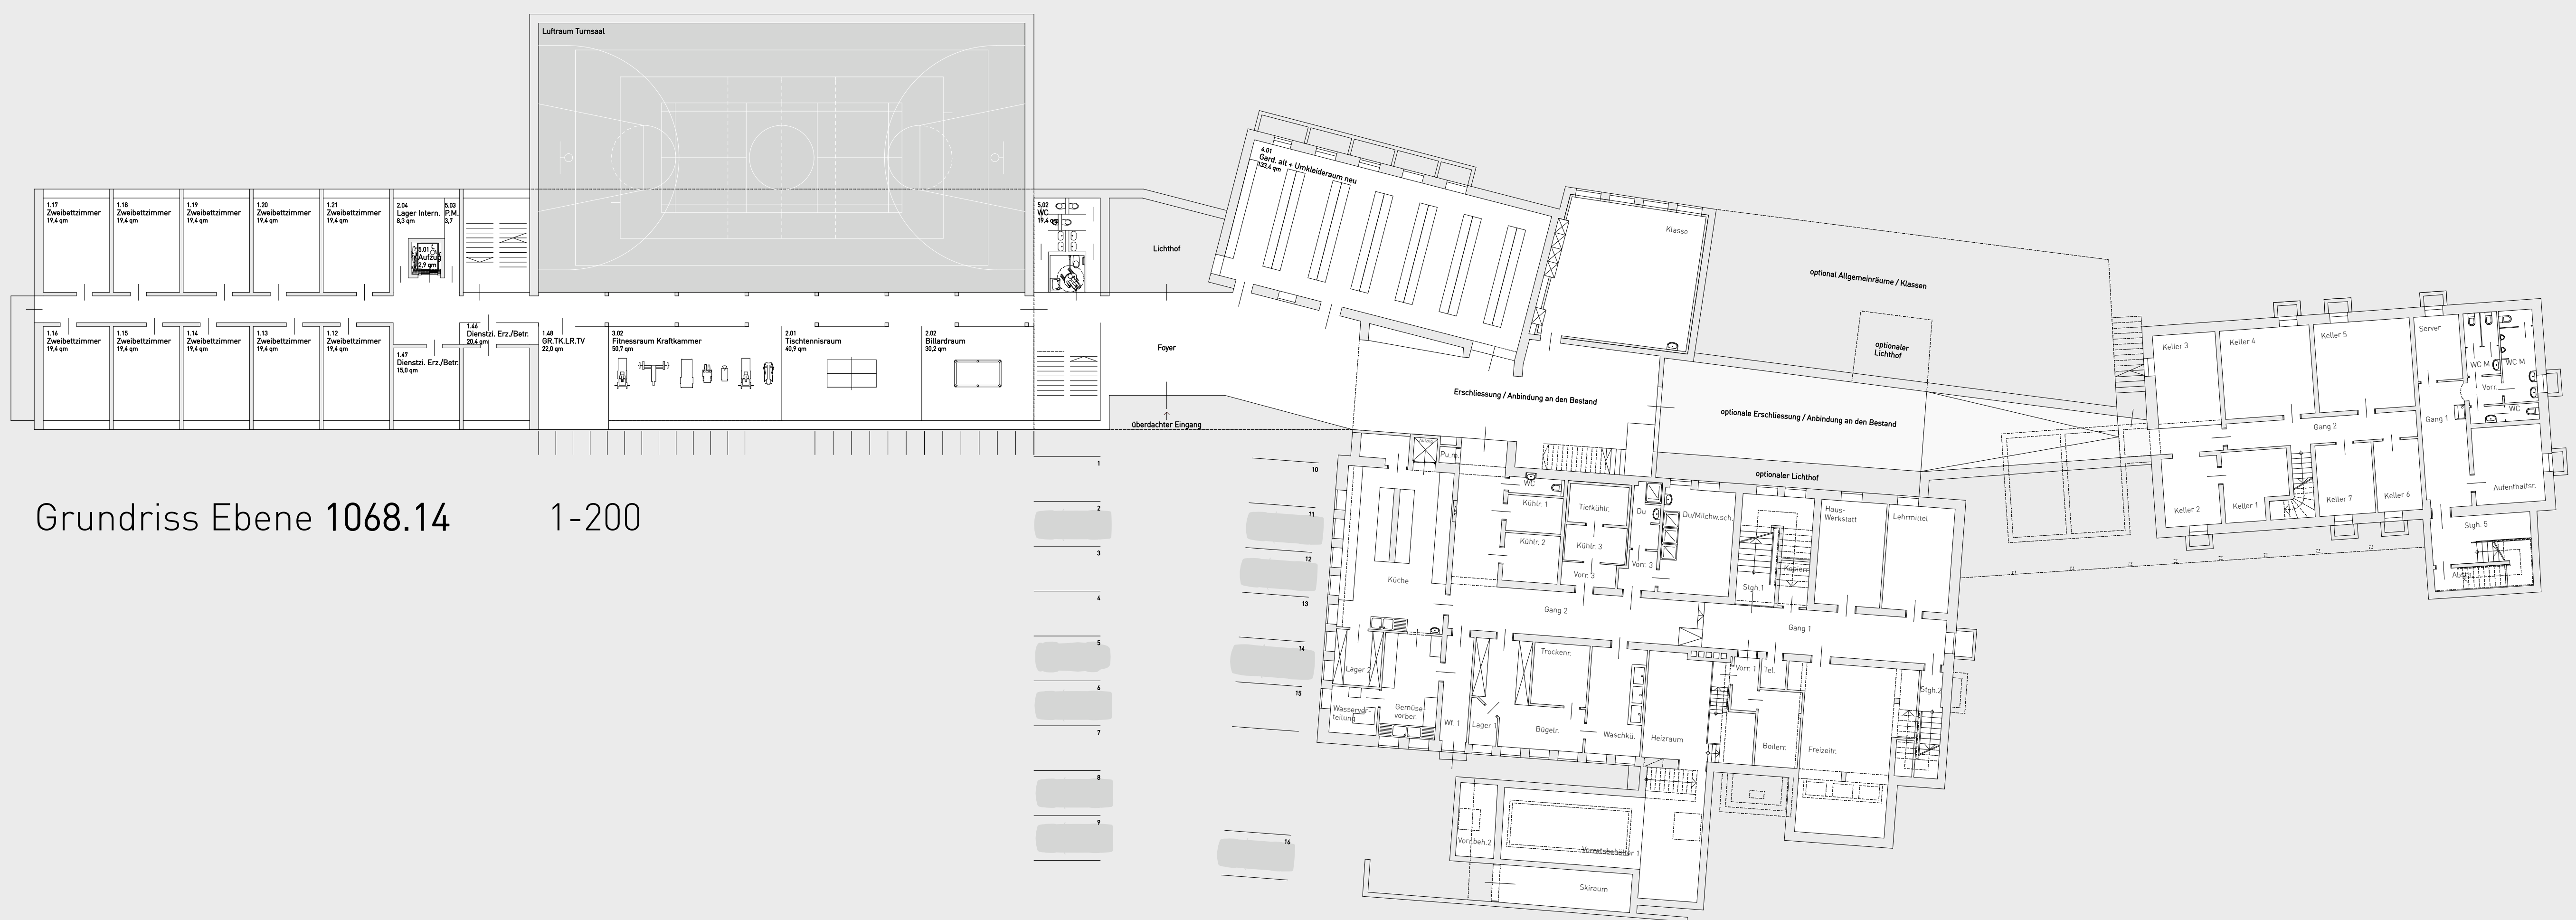 Luftraum Turnsaal
1.17
Zweibettzimmer
19,4 qm
1.18
Zweibettzimmer
19,4 qm
1.19
Zweibettzimmer
19,4 qm
1.20
Zweibettzimmer
19,4 qm
1.21
Zweibettzimmer
19,4 qm
2.04
Lager Intern.
8,3 qm
5.03
P.M.
3,7
5.01
Aufzug
2,9 qm
5.02
WC
19,4 qm
1.16
Zweibettzimmer
19,4 qm
1.15
Zweibettzimmer
19,4 qm
1.14
Zweibettzimmer
19,4 qm
1.13
Zweibettzimmer
19,4 qm
1.12
Zweibettzimmer
19,4 qm
1.47
Dienstzi. Erz./Betr.
15,0 qm
1.46
Dienstzi. Erz./Betr.
20,4 qm
1.48
GR.TK.LR.TV
22,0 qm
3.02
Fitnessraum Kraftkammer
50,7 qm
2.01
Tischtennisraum
40,9 qm
2.02
Billardraum
30,2 qm
Lichthof
Foyer
überdachter Eingang
4.01
Gard. alt + Umkleideraum neu
133,4 qm
Klasse
Erschliessung / Anbindung an den Bestand
optional Allgemeinräume / Klassen
optionaler
Lichthof
optionale Erschliessung / Anbindung an den Bestand
optionaler Lichthof
Keller 3
Keller 4
Keller 5
Server
WC M
WC M
Vorr.
WC
Gang 1
Gang 2
Keller 2
Keller 1
Keller 7
Keller 6
Aufenthaltsr.
Stgh. 5
Abstr.
Grundriss Ebene 1068.14 1-200
1
2
3
4
5
6
7
8
9
10
11
12
13
14
15
16
Pu.m.
WC
Kühlr. 1
Kühlr. 2
Tiefkühlr.
Kühlr. 3
Vorr. 3
Du
Vorr. 3
Du/Milchw.sch.
Stgh.1
Kopierr.
Haus-
Werkstatt
Lehrmittel
Küche
Gang 2
Gang 1
Lager 2
Wasserver-
teilung
Gemüse-
vorber.
Wf. 1
Lager 1
Trockenr.
Bügelr.
Waschkü.
Heizraum
Vorr. 1
Tel.
Boilerr.
Freizeitr.
Stgh.2
Vorr.beh.2
Vorratsbehälter 1
Skiraum